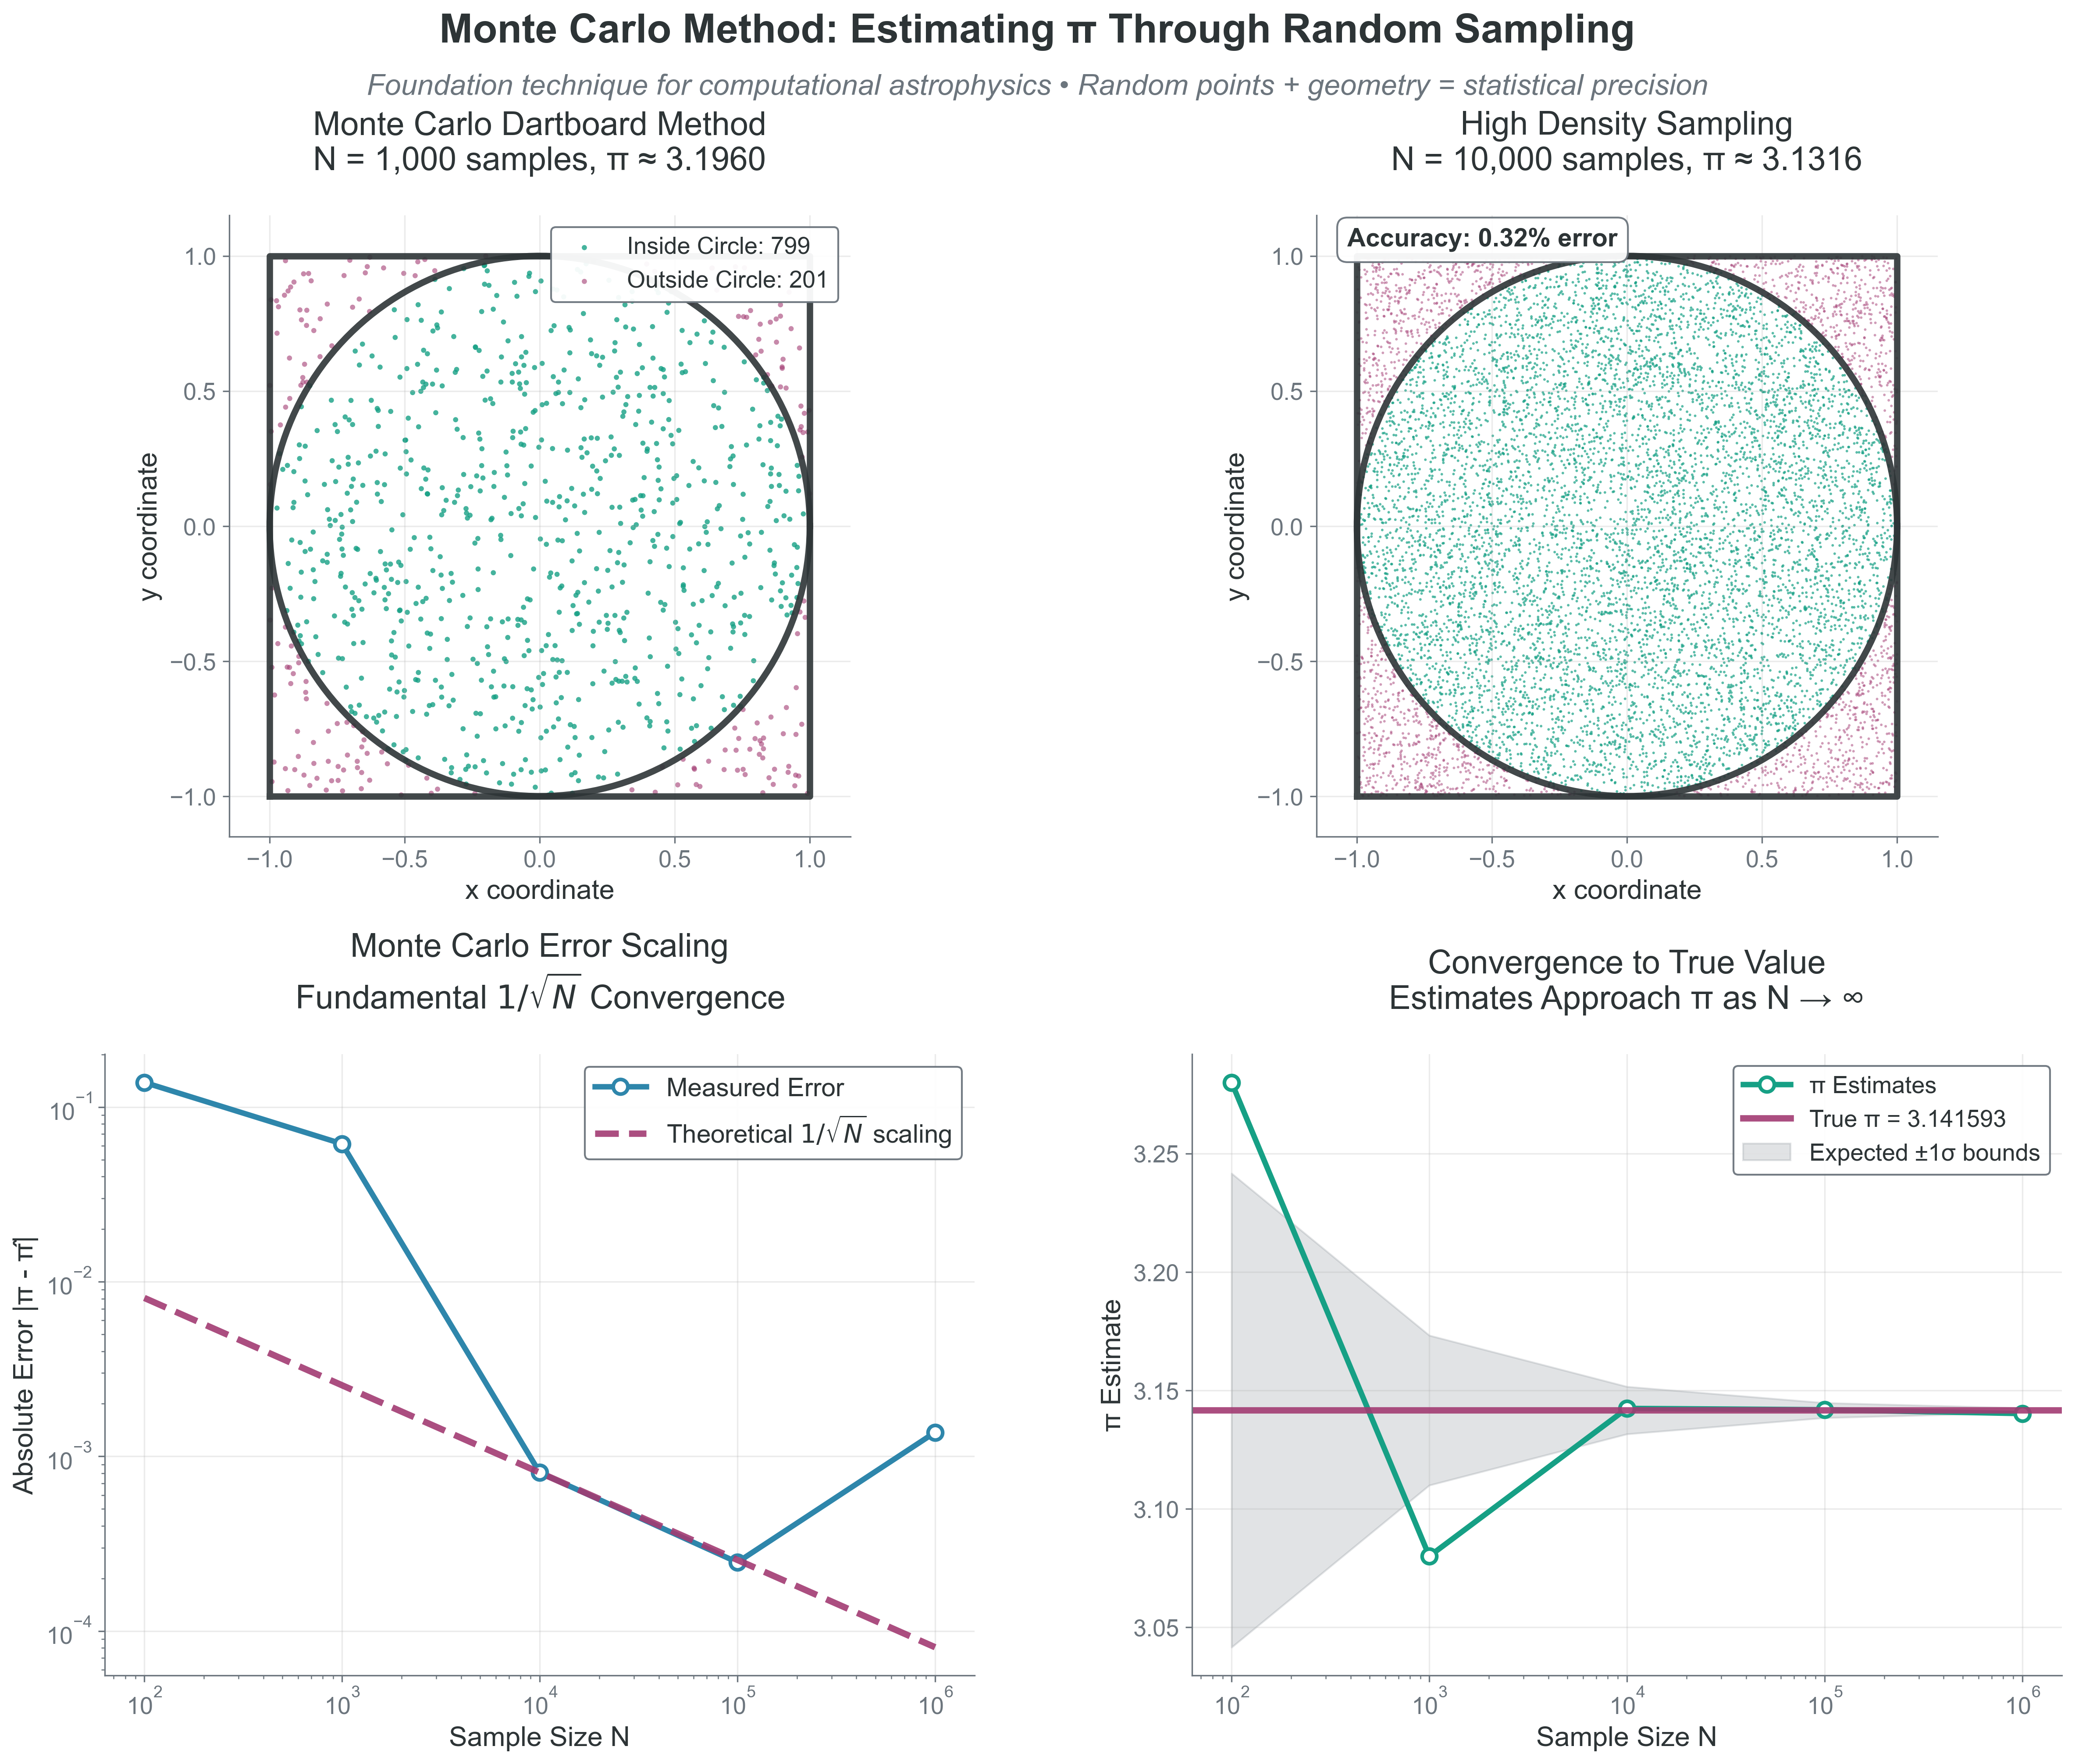 Monte Carlo Method: Estimating π Through Random Sampling
Foundation technique for computational astrophysics • Random points + geometry = statistical precision
Monte Carlo Dartboard Method
N = 1,000 samples, π ≈ 3.1960
Inside Circle: 799
Outside Circle: 201
1.0
0.5
0.0
−0.5
−1.0
y coordinate
−1.0 −0.5 0.0 0.5 1.0
x coordinate
High Density Sampling
N = 10,000 samples, π ≈ 3.1316
Accuracy: 0.32% error
1.0
0.5
0.0
−0.5
−1.0
y coordinate
−1.0 −0.5 0.0 0.5 1.0
x coordinate
Monte Carlo Error Scaling
Fundamental 1/√N Convergence
Measured Error
Theoretical 1/√N scaling
10⁻¹
10⁻²
10⁻³
10⁻⁴
Absolute Error |π - π̂|
10² 10³ 10⁴ 10⁵ 10⁶
Sample Size N
Convergence to True Value
Estimates Approach π as N → ∞
π Estimates
True π = 3.141593
Expected ±1σ bounds
3.25
3.20
3.15
3.10
3.05
π Estimate
10² 10³ 10⁴ 10⁵ 10⁶
Sample Size N